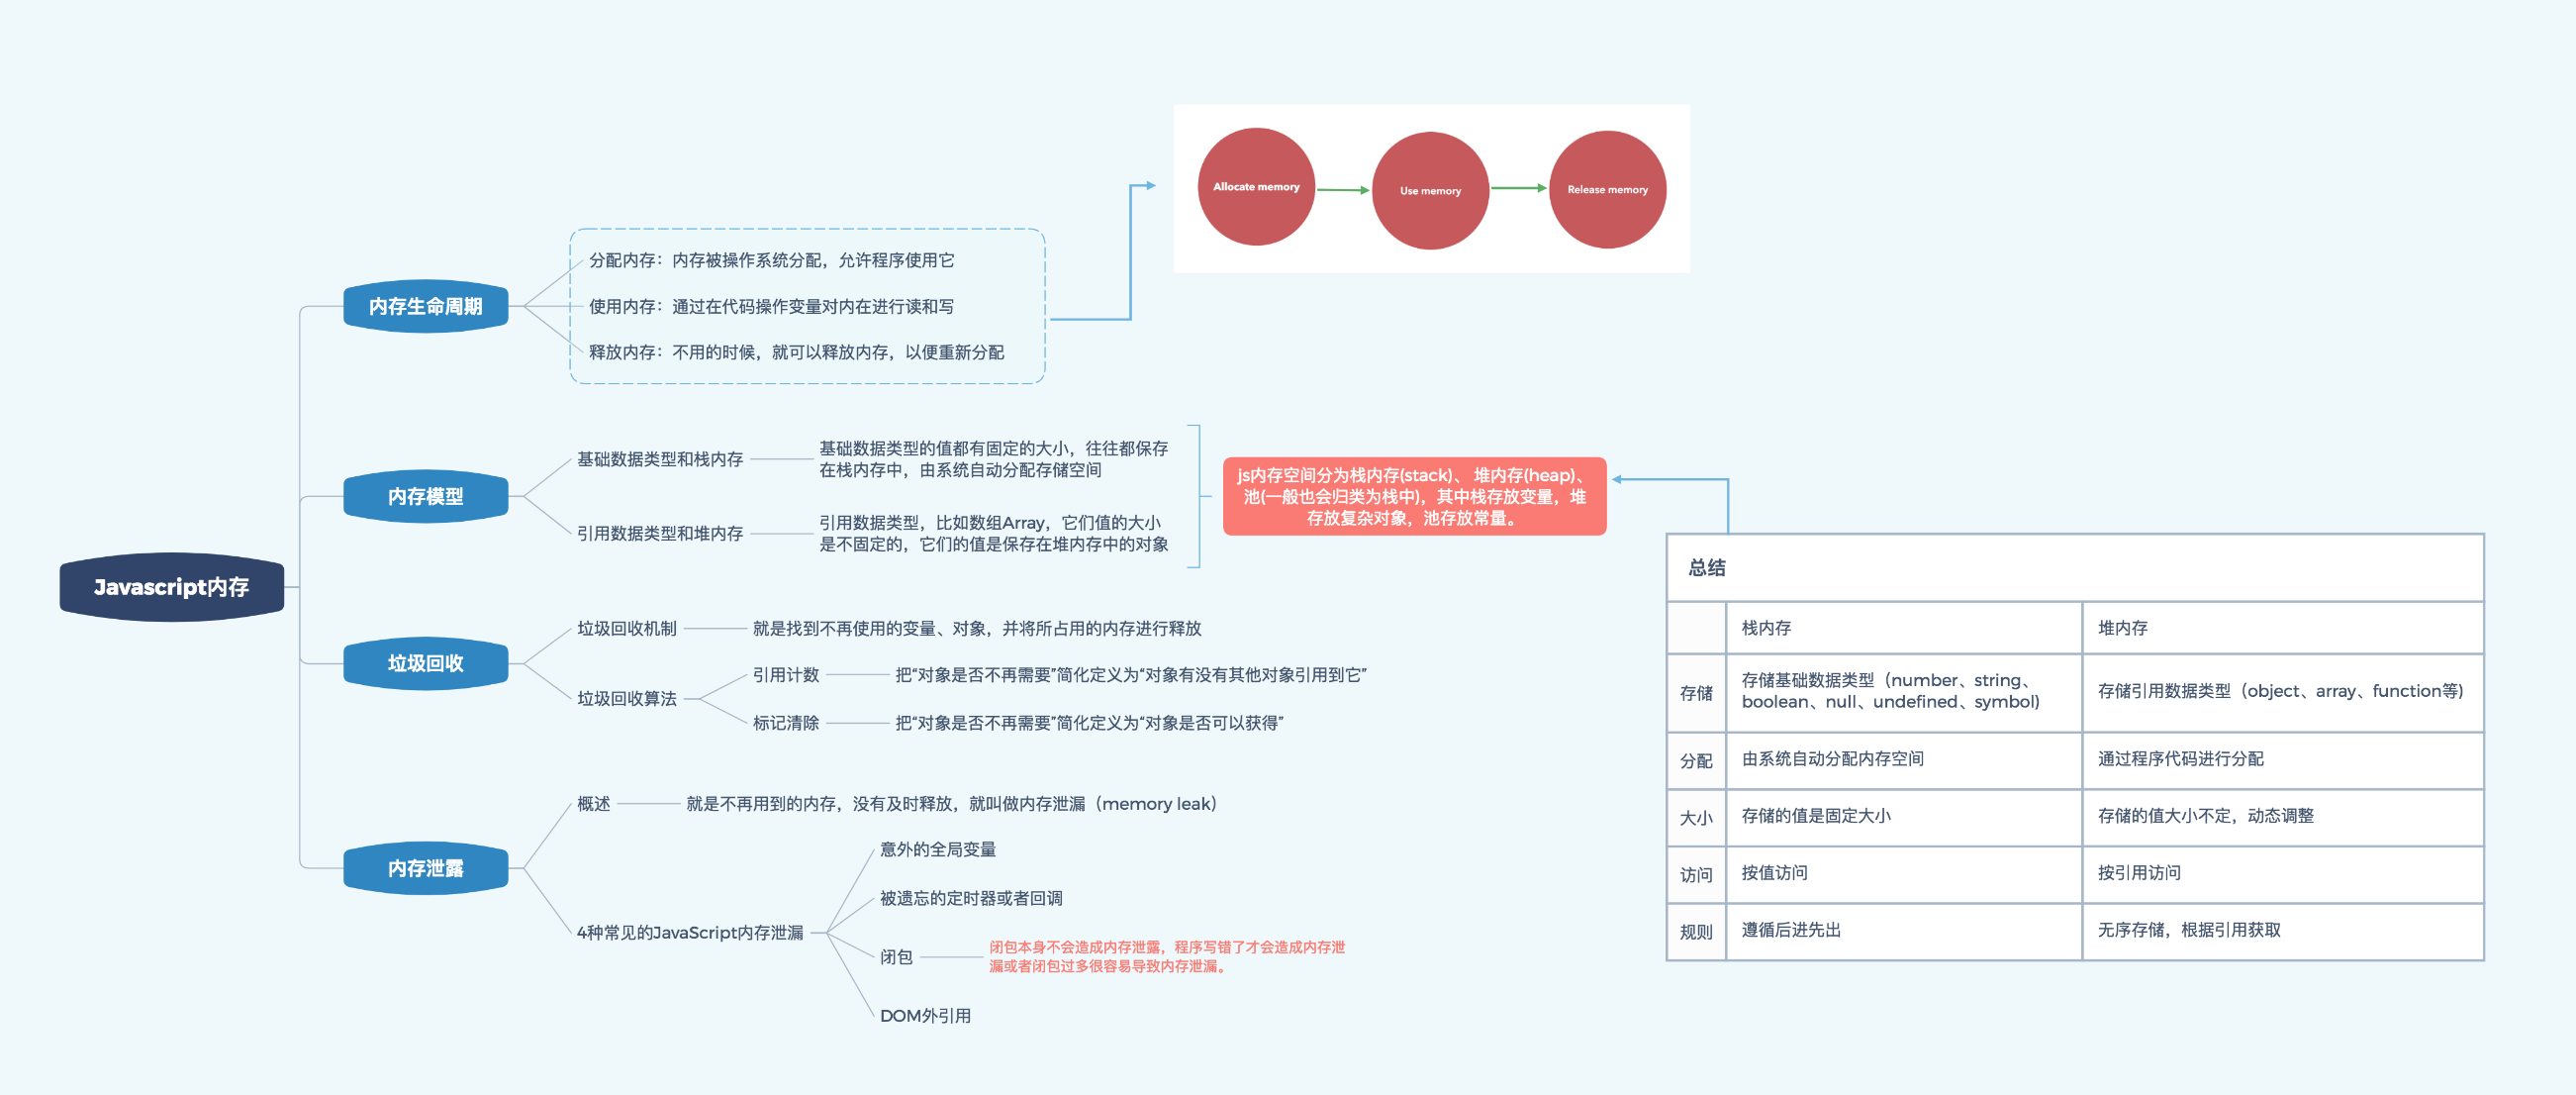 Javascript内存
内存生命周期
分配内存：内存被操作系统分配，允许程序使用它
使用内存：通过在代码操作变量对内在进行读和写
释放内存：不用的时候，就可以释放内存，以便重新分配
Allocate memory
Use memory
Release memory
内存模型
基础数据类型和栈内存
基础数据类型的值都有固定的大小，往往都保存
在栈内存中，由系统自动分配存储空间
引用数据类型和堆内存
引用数据类型，比如数组Array，它们值的大小
是不固定的，它们的值是保存在堆内存中的对象
js内存空间分为栈内存(stack)、 堆内存(heap)、
池(一般也会归类为栈中)，其中栈存放变量，堆
存放复杂对象，池存放常量。
垃圾回收
垃圾回收机制
就是找到不再使用的变量、对象，并将所占用的内存进行释放
垃圾回收算法
引用计数
把“对象是否不再需要”简化定义为“对象有没有其他对象引用到它”
标记清除
把“对象是否不再需要”简化定义为“对象是否可以获得”
内存泄露
概述
就是不再用到的内存，没有及时释放，就叫做内存泄漏（memory leak）
4种常见的JavaScript内存泄漏
意外的全局变量
被遗忘的定时器或者回调
闭包
闭包本身不会造成内存泄露，程序写错了才会造成内存泄
漏或者闭包过多很容易导致内存泄漏。
DOM外引用
总结
栈内存
堆内存
存储
存储基础数据类型（number、string、
boolean、null、undefined、symbol)
存储引用数据类型（object、array、function等)
分配
由系统自动分配内存空间
通过程序代码进行分配
大小
存储的值是固定大小
存储的值大小不定，动态调整
访问
按值访问
按引用访问
规则
遵循后进先出
无序存储，根据引用获取